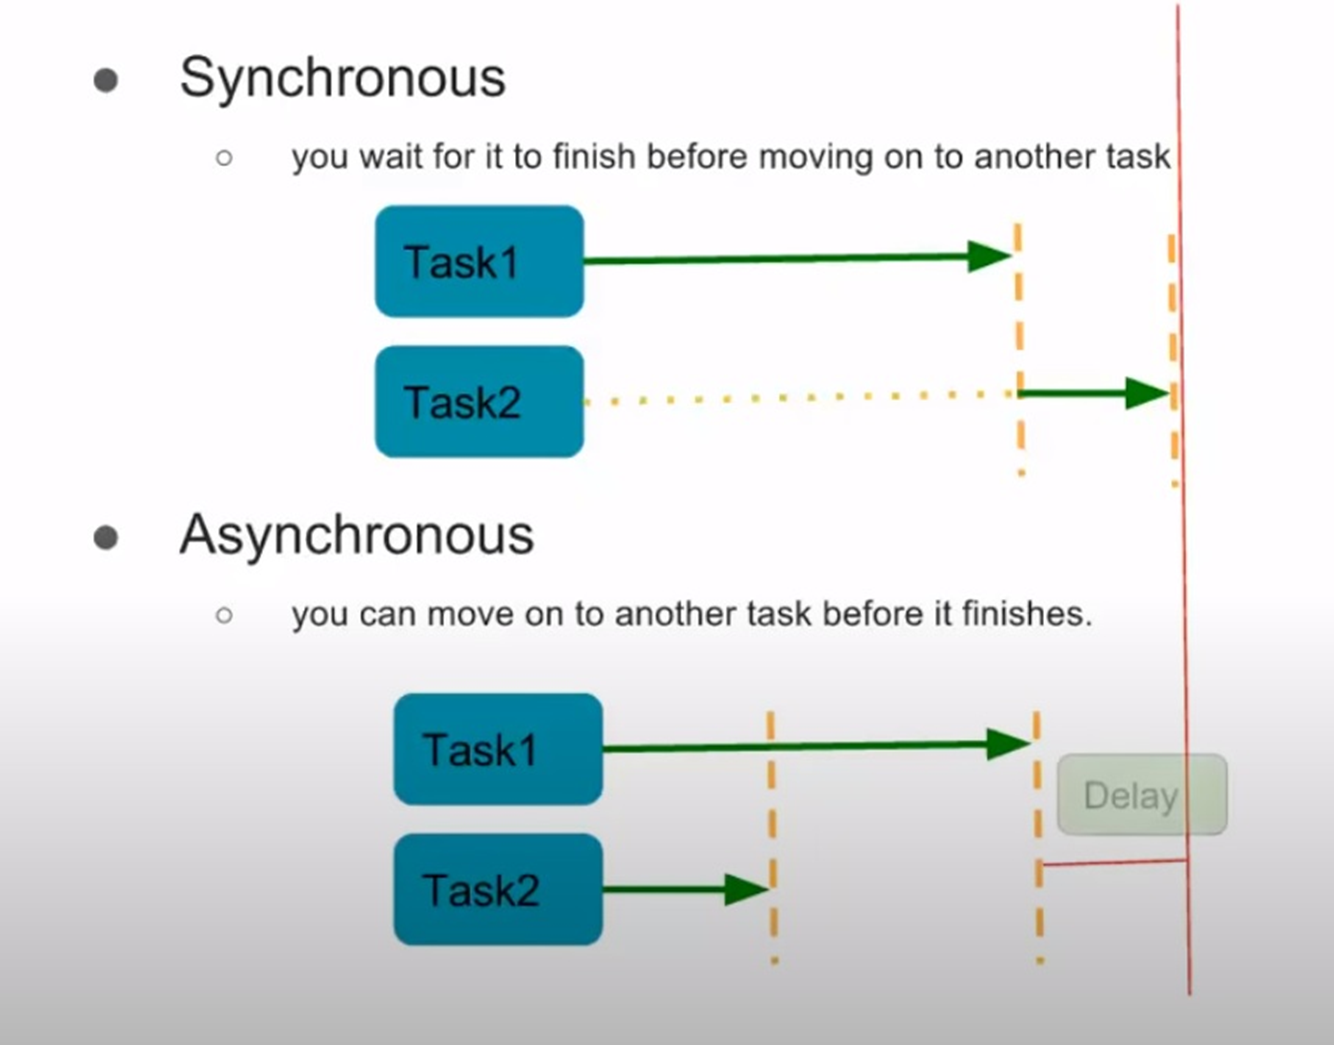 Synchronous
you wait for it to finish before moving on to another task
Task1
Task2
Asynchronous
you can move on to another task before it finishes.
Task1
Delay
Task2